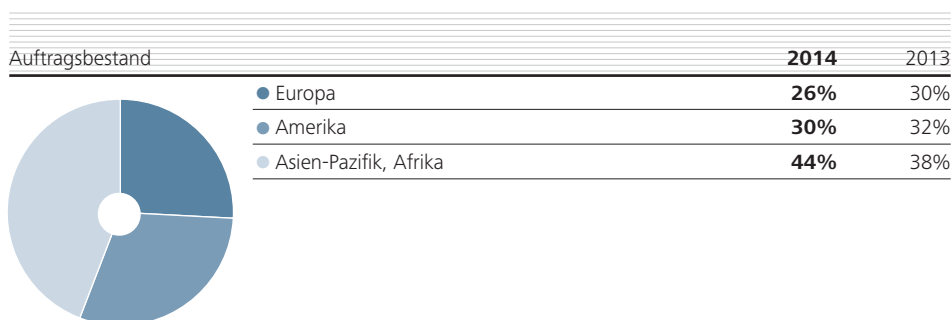 Auftragsbestand 2014 2013
Europa 26% 30%
Amerika 30% 32%
Asien-Pazifik, Afrika 44% 38%